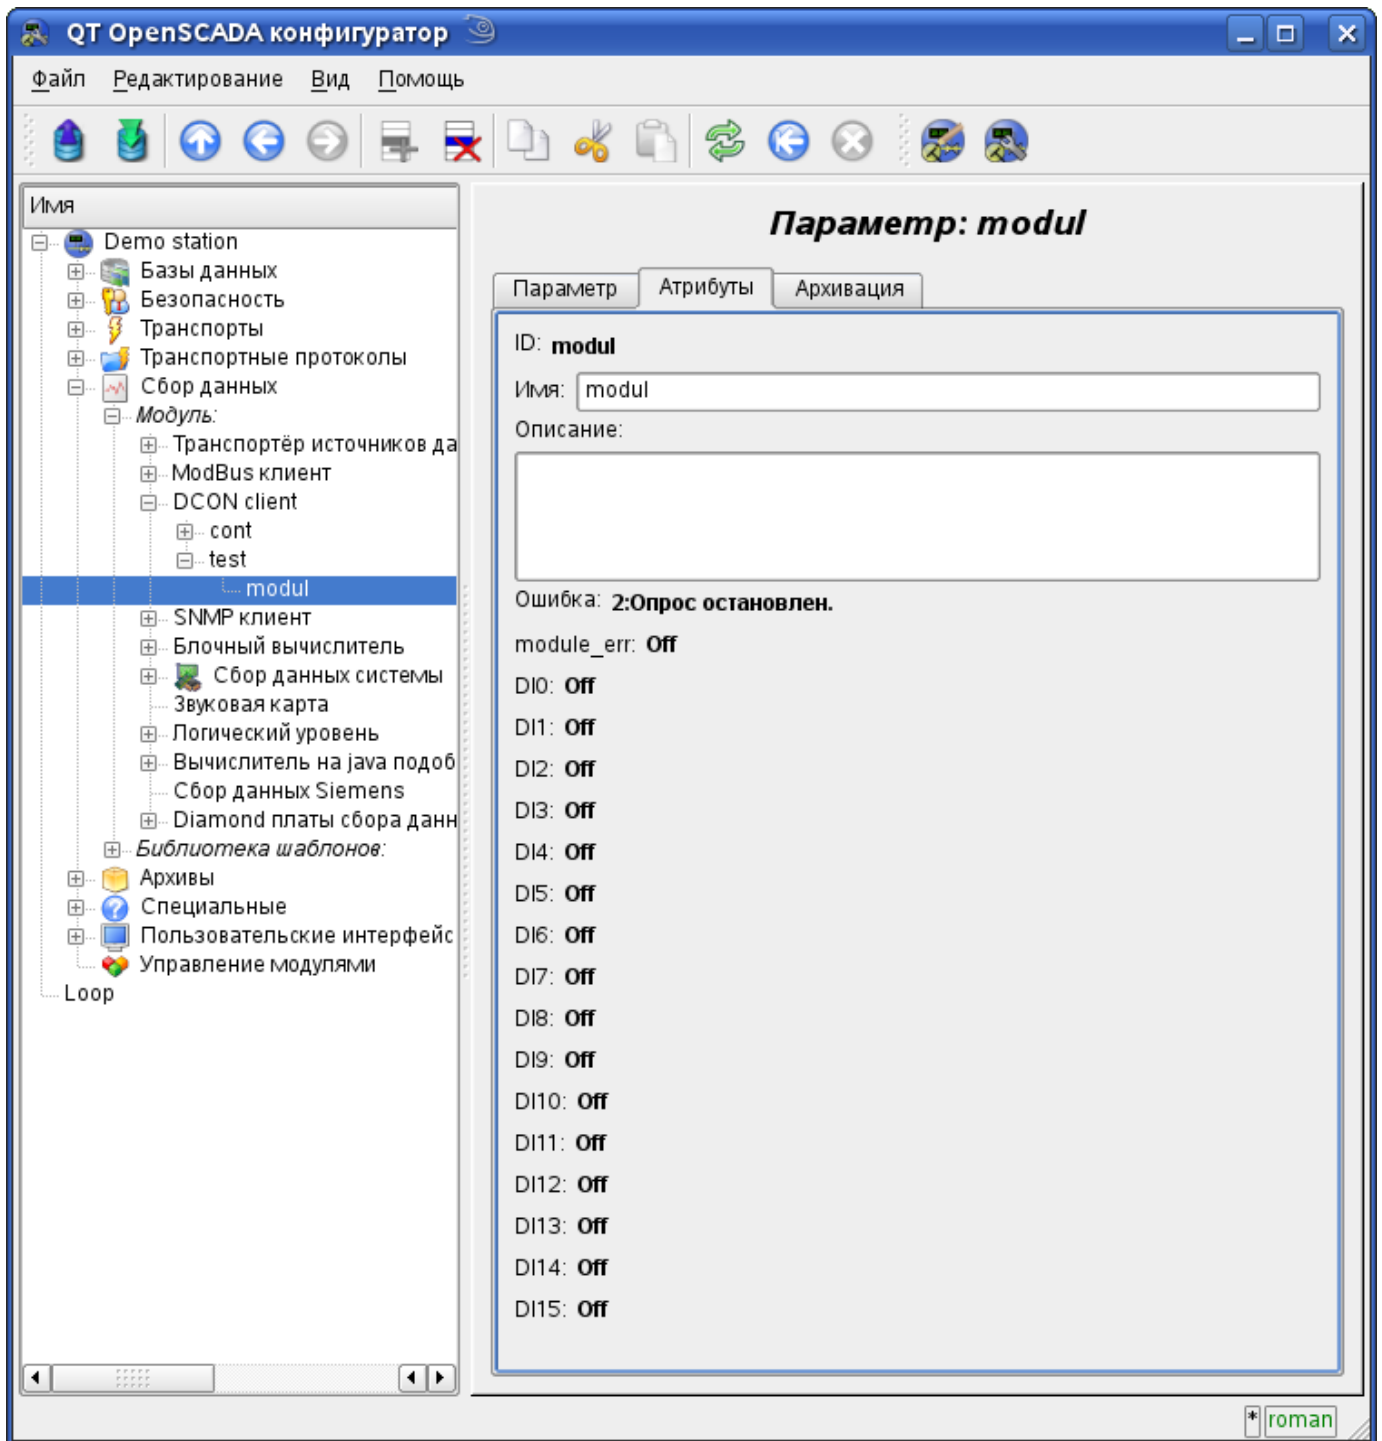 QT OpenSCADA конфигуратор
Файл Редактирование Вид Помощь
Имя
Demo station
Базы данных
Безопасность
Транспорты
Транспортные протоколы
Сбор данных
Модуль:
Транспортёр источников да
ModBus клиент
DCON client
cont
test
modul
SNMP клиент
Блочный вычислитель
Сбор данных системы
Звуковая карта
Логический уровень
Вычислитель на java подоб
Сбор данных Siemens
Diamond платы сбора данн
Библиотека шаблонов:
Архивы
Специальные
Пользовательские интерфейс
Управление модулями
Loop
Параметр: modul
Параметр Атрибуты Архивация
ID: modul
Имя: modul
Описание:
Ошибка: 2:Опрос остановлен.
module_err: Off
DI0: Off
DI1: Off
DI2: Off
DI3: Off
DI4: Off
DI5: Off
DI6: Off
DI7: Off
DI8: Off
DI9: Off
DI10: Off
DI11: Off
DI12: Off
DI13: Off
DI14: Off
DI15: Off
* roman